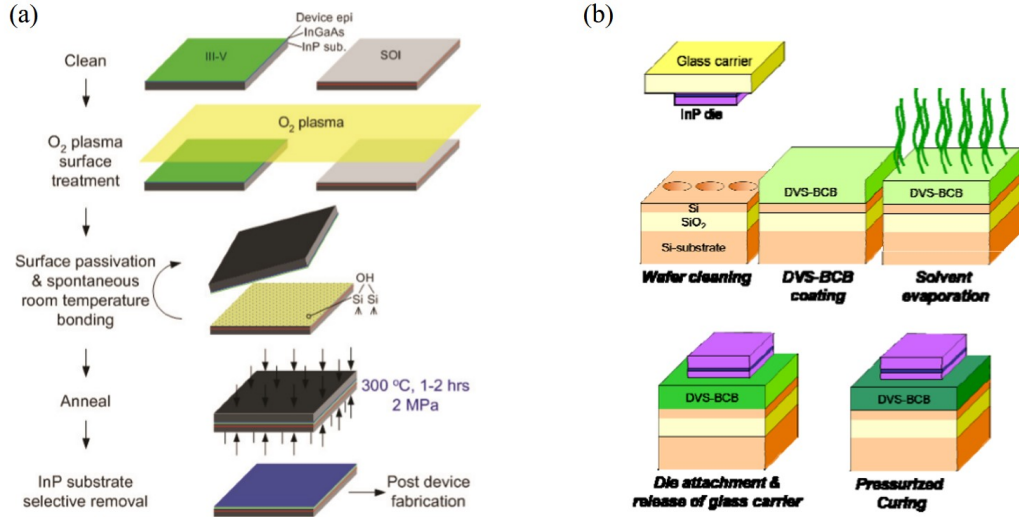 (a)
Clean
III-V
Device epi
InGaAs
InP sub.
SOI
O₂ plasma
surface
treatment
O₂ plasma
Surface passivation
& spontaneous
room temperature
bonding
OH
Si Si
Anneal
300 °C, 1-2 hrs
2 MPa
InP substrate
selective removal
Post device
fabrication
(b)
Glass carrier
InP die
Si
SiO₂
Si-substrate
DVS-BCB
DVS-BCB
Wafer cleaning
DVS-BCB
coating
Solvent
evaporation
DVS-BCB
DVS-BCB
Die attachment &
release of glass carrier
Pressurized
Curing